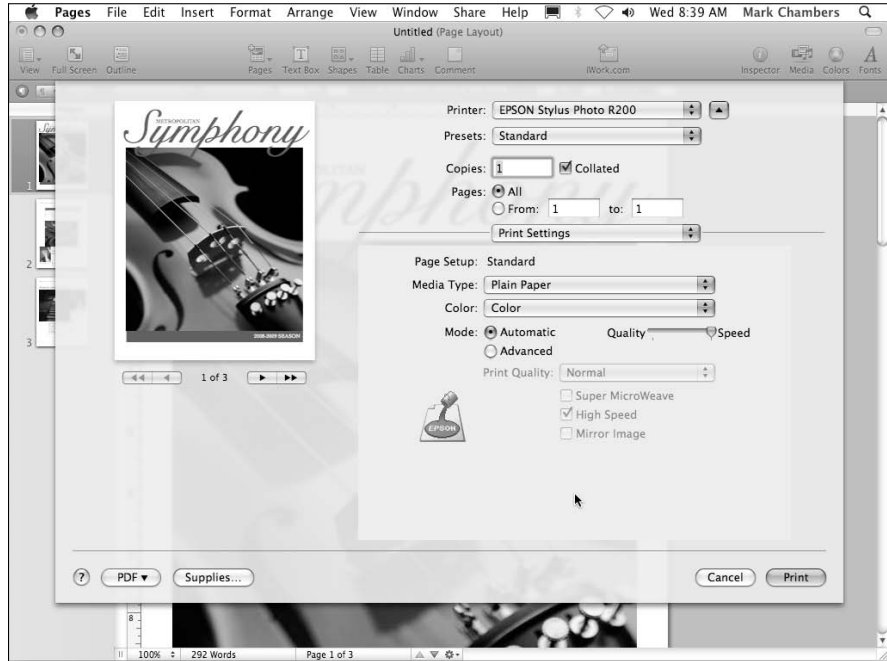 Pages File Edit Insert Format Arrange View Window Share Help Wed 8:39 AM Mark Chambers
Untitled (Page Layout)
View Full Screen Outline Pages Text Box Shapes Table Charts Comment iWork.com Inspector Media Colors Fonts
METROPOLITAN
Symphony
2008-2009 SEASON
1 of 3
Printer: EPSON Stylus Photo R200
Presets: Standard
Copies: 1 Collated
Pages: All
From: 1 to: 1
Print Settings
Page Setup: Standard
Media Type: Plain Paper
Color: Color
Mode: Automatic Quality Speed
Advanced
Print Quality: Normal
Super MicroWeave
High Speed
Mirror Image
EPSON
? PDF Supplies... Cancel Print
1
2
3
8
100% 292 Words Page 1 of 3